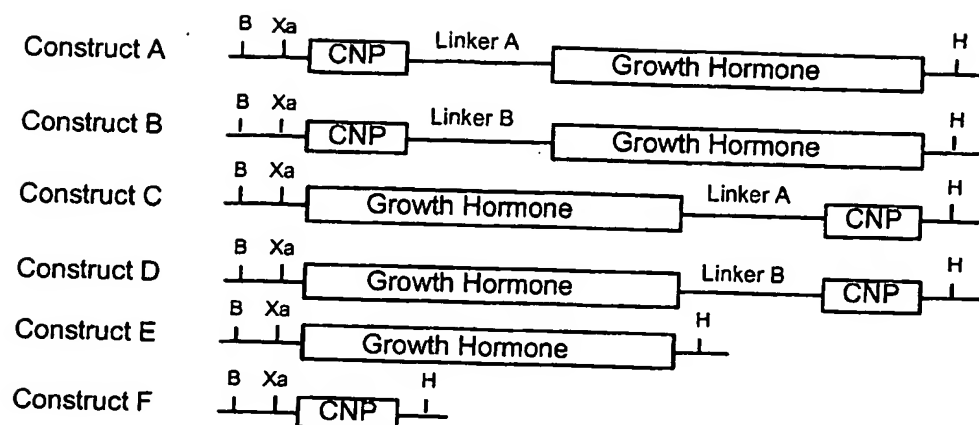 B Xa H
Construct A CNP Linker A Growth Hormone
B Xa H
Construct B CNP Linker B Growth Hormone
B Xa H
Construct C Growth Hormone Linker A CNP
B Xa H
Construct D Growth Hormone Linker B CNP
B Xa H
Construct E Growth Hormone
B Xa H
Construct F CNP